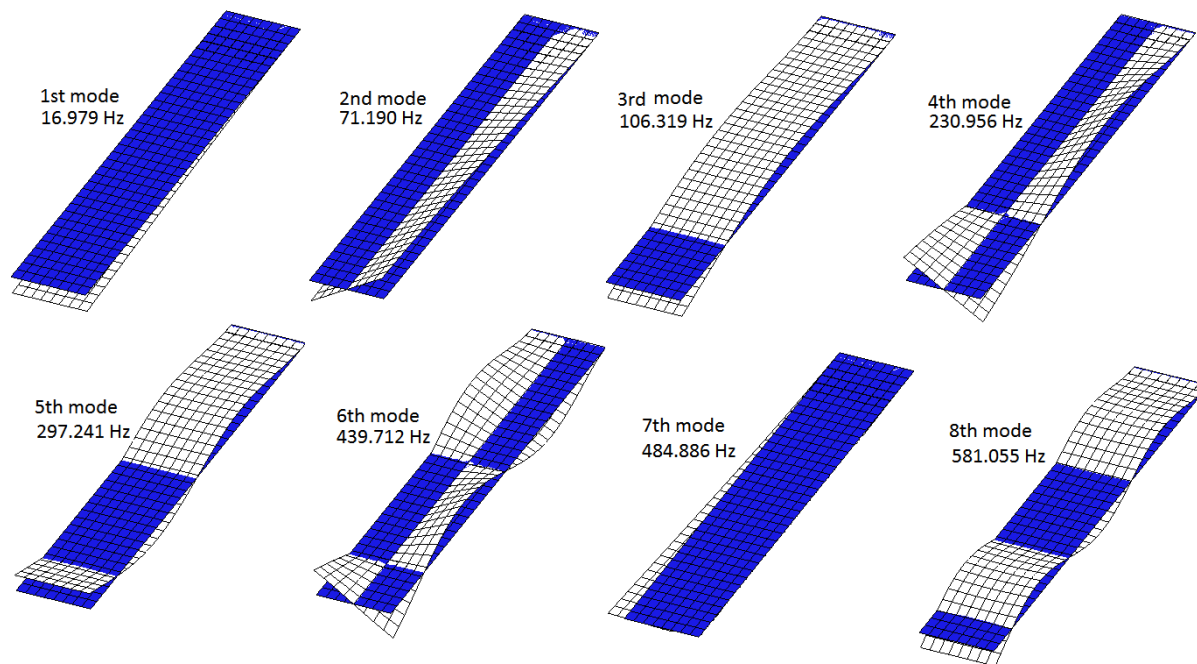 1st mode
16.979 Hz
2nd mode
71.190 Hz
3rd mode
106.319 Hz
4th mode
230.956 Hz
5th mode
297.241 Hz
6th mode
439.712 Hz
7th mode
484.886 Hz
8th mode
581.055 Hz